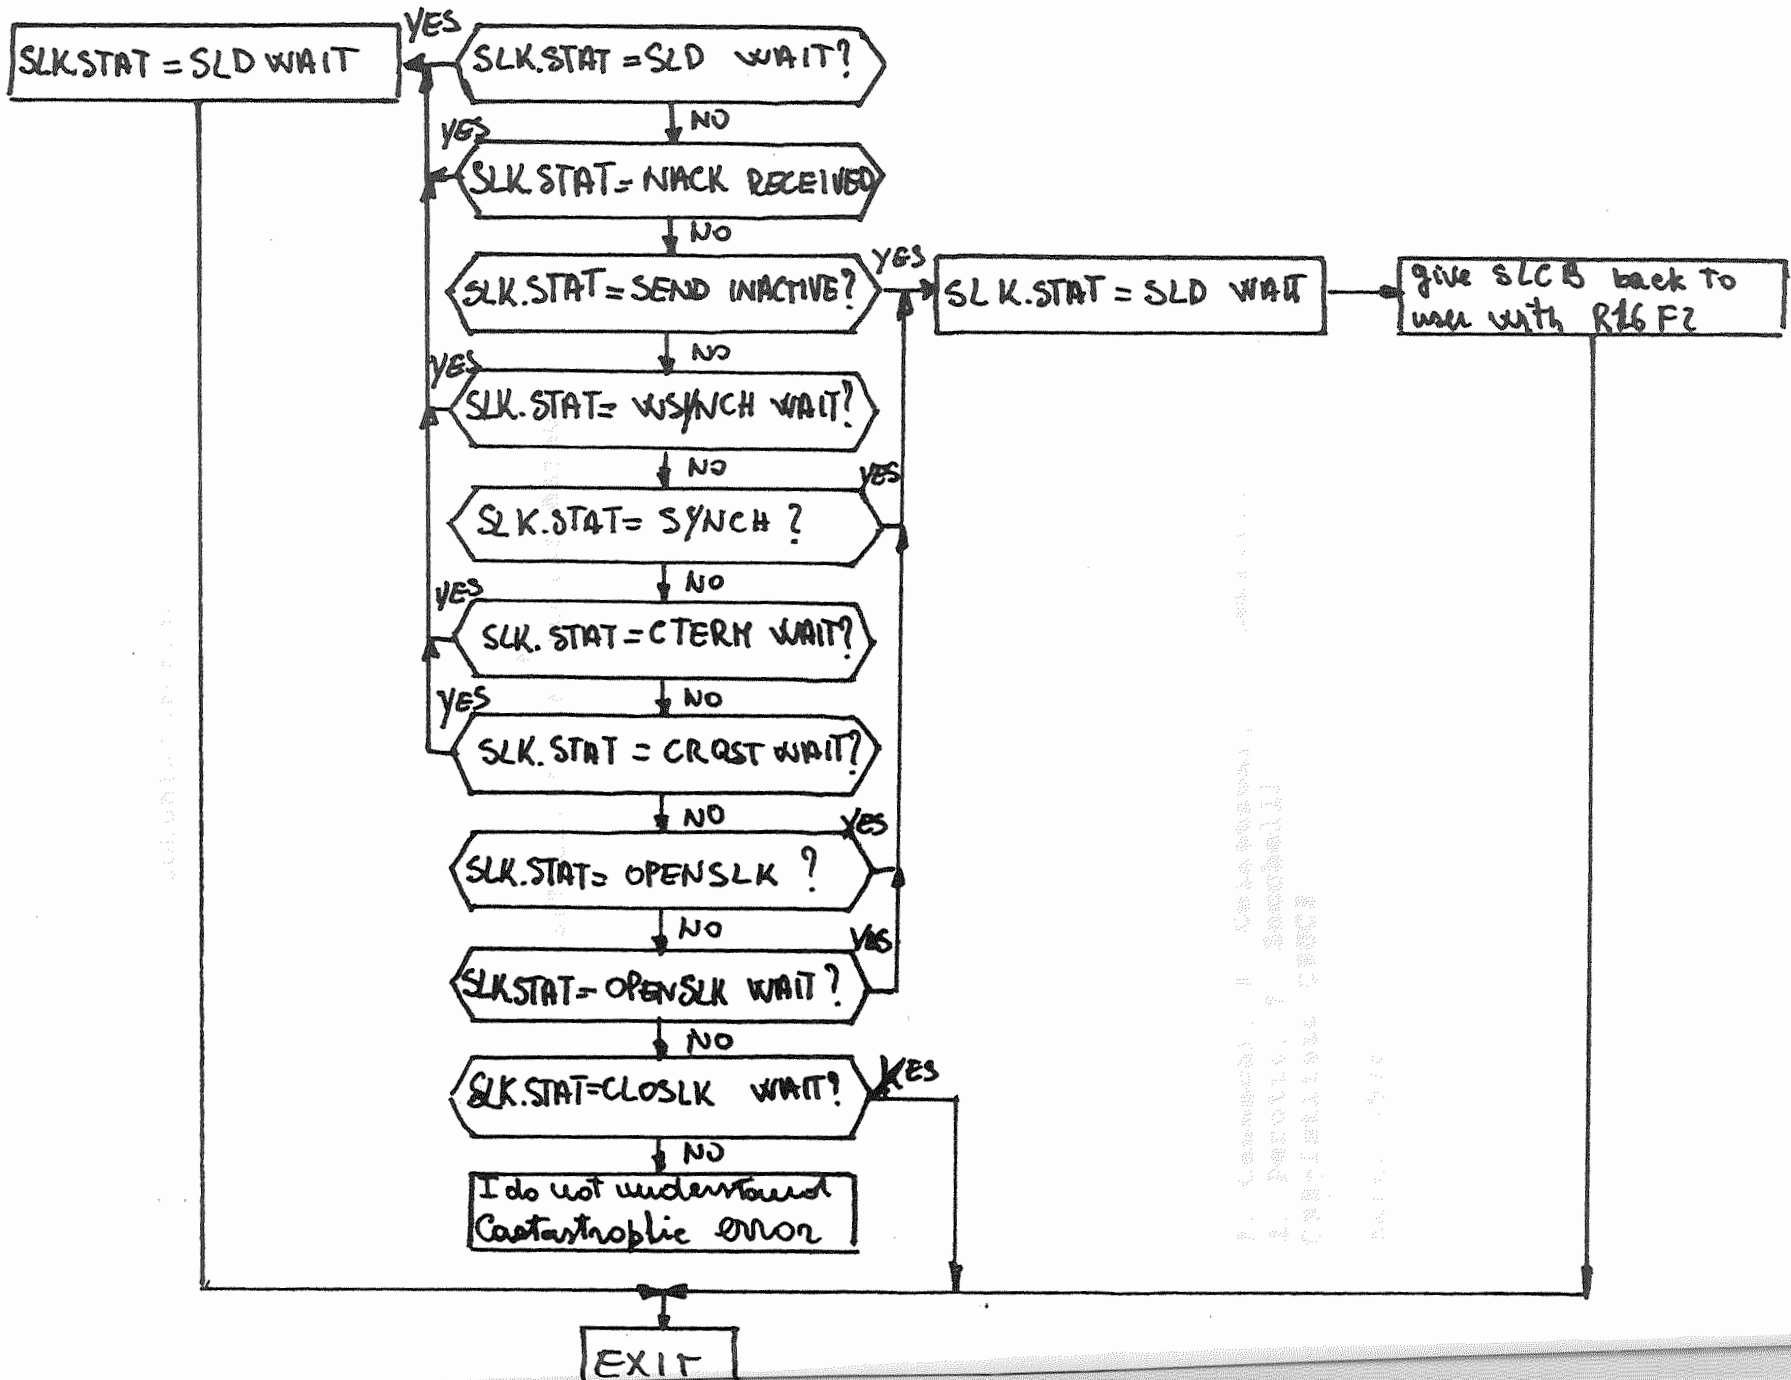 SLK.STAT = SLD WAIT
YES
SLK.STAT = SLD WAIT?
NO
YES
SLK.STAT = NACK RECEIVED
NO
SLK.STAT = SEND INACTIVE?
YES
SLK.STAT = SLD WAIT
give SLCB back to
user with R16 F2
NO
YES
SLK.STAT = WSYNCH WAIT?
NO
YES
SLK.STAT = SYNCH ?
NO
YES
SLK.STAT = CTERM WAIT?
NO
YES
SLK.STAT = CRQST WAIT?
NO
YES
SLK.STAT = OPENSLK ?
NO
YES
SLK.STAT = OPENSLK WAIT?
NO
YES
SLK.STAT = CLOSLK WAIT?
NO
I do not understand
Caetastroplic error
EXIT